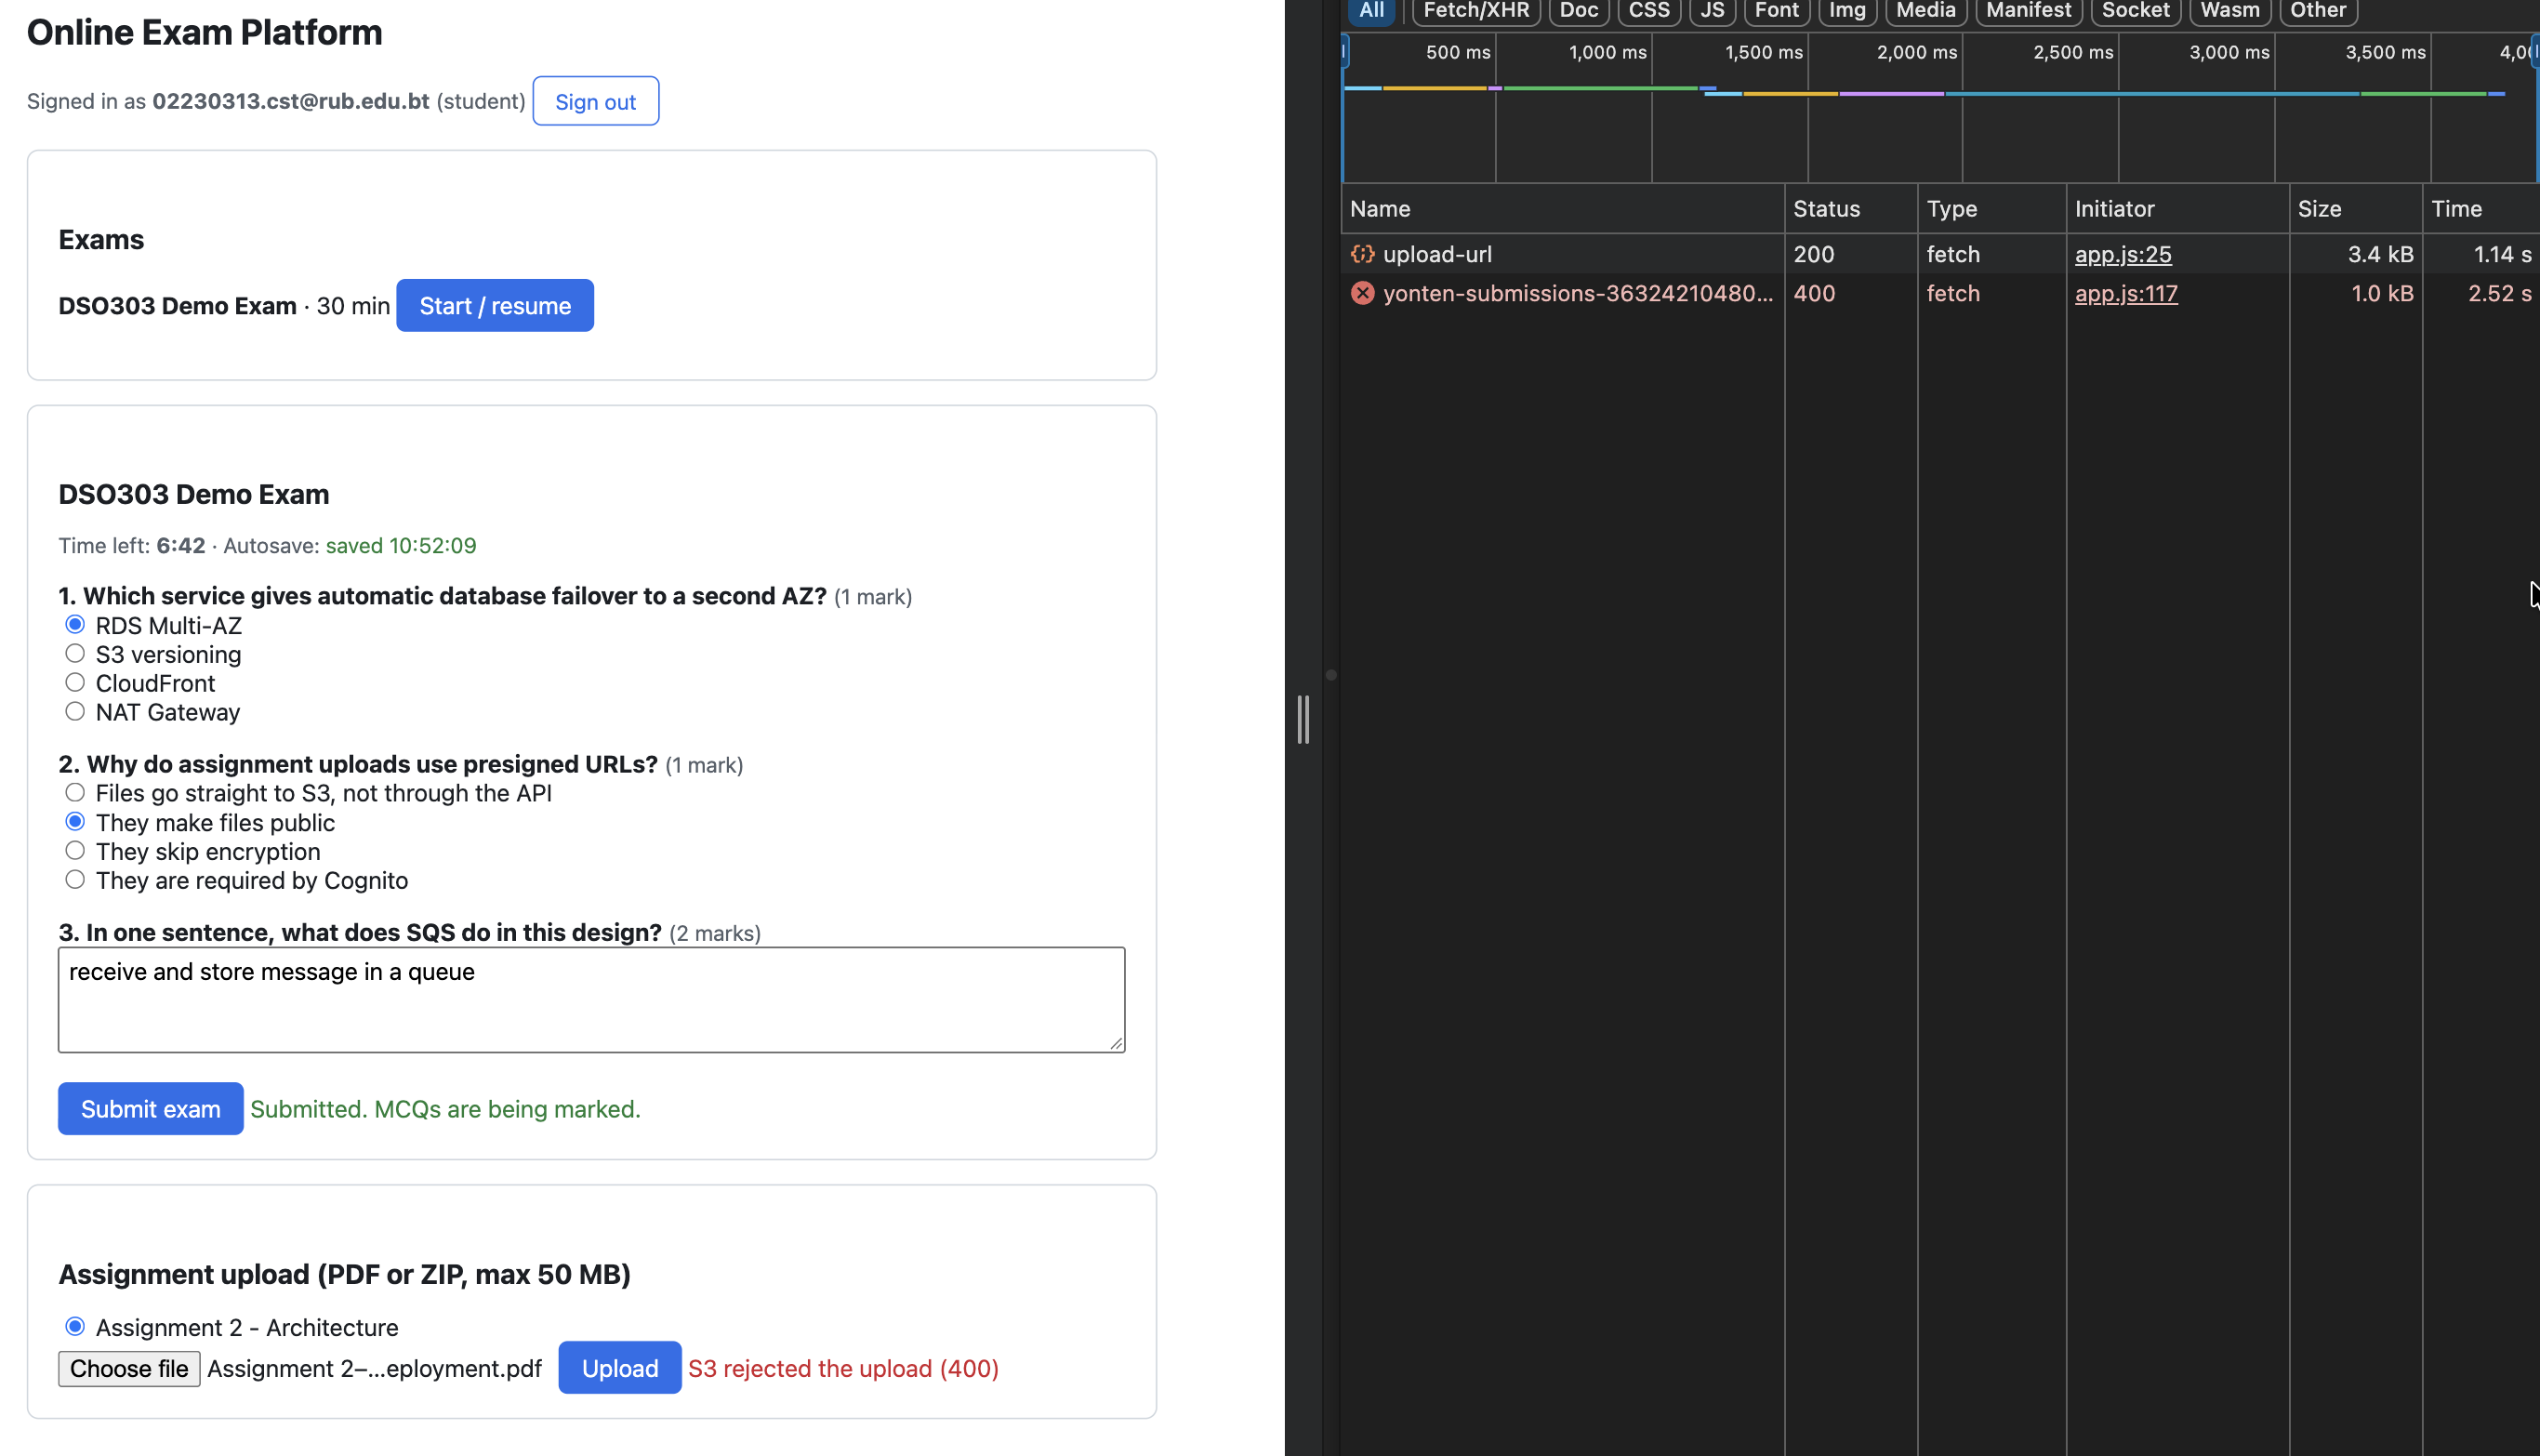 Online Exam Platform
Signed in as 02230313.cst@rub.edu.bt (student) Sign out
Exams
DSO303 Demo Exam · 30 min Start / resume
DSO303 Demo Exam
Time left: 6:42 · Autosave: saved 10:52:09
1. Which service gives automatic database failover to a second AZ? (1 mark)
RDS Multi-AZ
S3 versioning
CloudFront
NAT Gateway
2. Why do assignment uploads use presigned URLs? (1 mark)
Files go straight to S3, not through the API
They make files public
They skip encryption
They are required by Cognito
3. In one sentence, what does SQS do in this design? (2 marks)
receive and store message in a queue
Submit exam Submitted. MCQs are being marked.
Assignment upload (PDF or ZIP, max 50 MB)
Assignment 2 - Architecture
Choose file Assignment 2–...eployment.pdf Upload S3 rejected the upload (400)
All Fetch/XHR Doc CSS JS Font Img Media Manifest Socket Wasm Other
500 ms 1,000 ms 1,500 ms 2,000 ms 2,500 ms 3,000 ms 3,500 ms
Name Status Type Initiator Size Time
upload-url 200 fetch app.js:25 3.4 kB 1.14 s
yonten-submissions-36324210480... 400 fetch app.js:117 1.0 kB 2.52 s